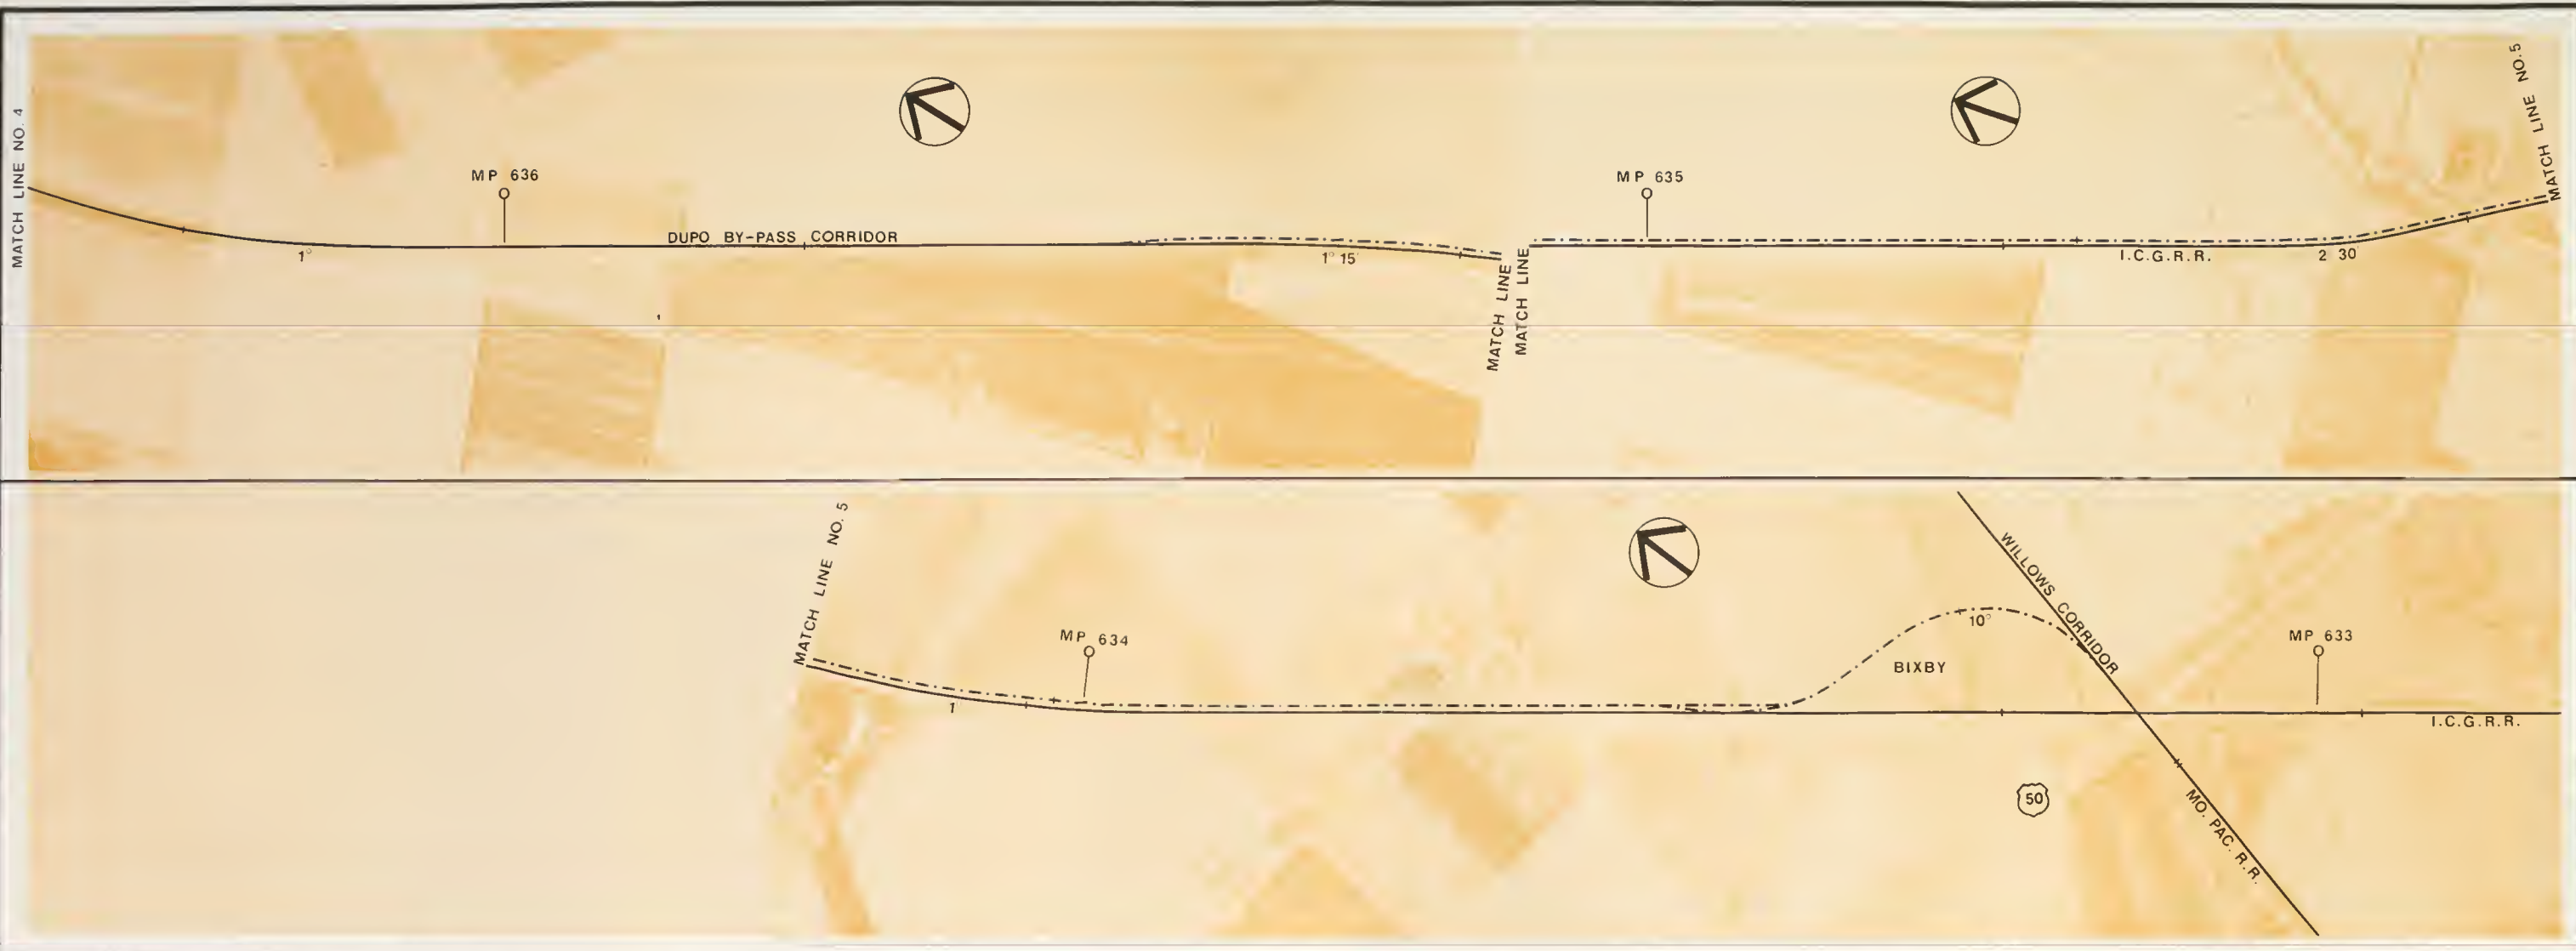 MATCH LINE NO. 4
MP 636
1°
DUPO BY-PASS CORRIDOR
1° 15
MATCH LINE
MATCH LINE
MP 635
I.C.G.R.R.
2 30
MATCH LINE NO. 5
MATCH LINE NO. 5
MP 634
1
10°
BIXBY
WILLOWS CORRIDOR
MP 633
I.C.G.R.R.
50
MO. PAC. R.R.